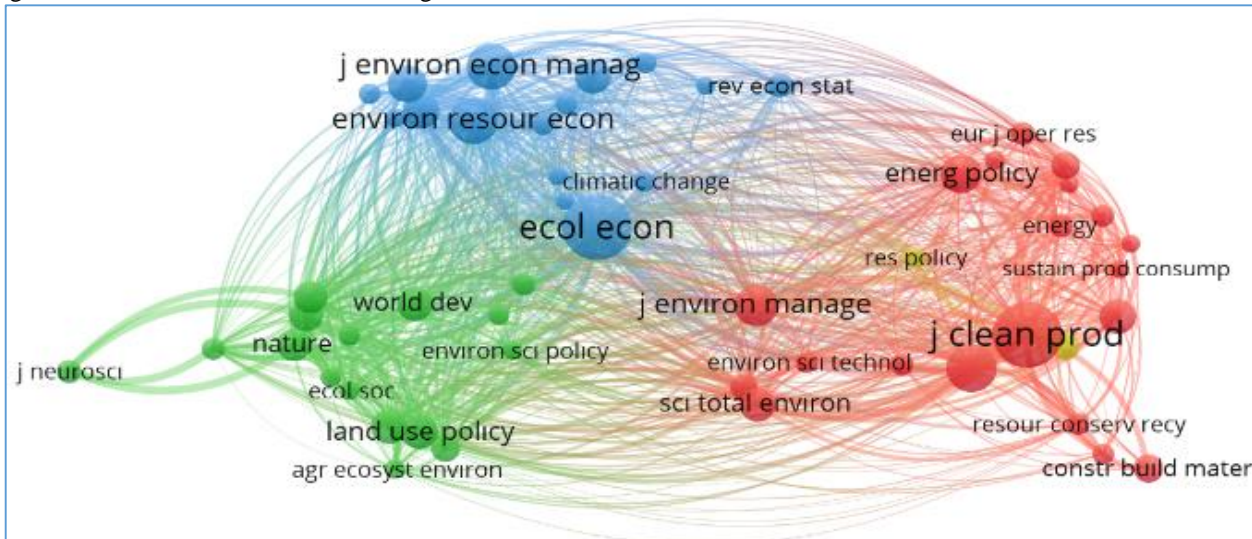 j environ econ manag
rev econ stat
environ resour econ
eur j oper res
energ policy
climatic change
ecol econ
energy
res policy
sustain prod consump
world dev
j environ manage
j clean prod
nature
environ sci policy
environ sci technol
j neurosci
ecol soc
sci total environ
land use policy
resour conserv recy
agr ecosyst environ
constr build mater